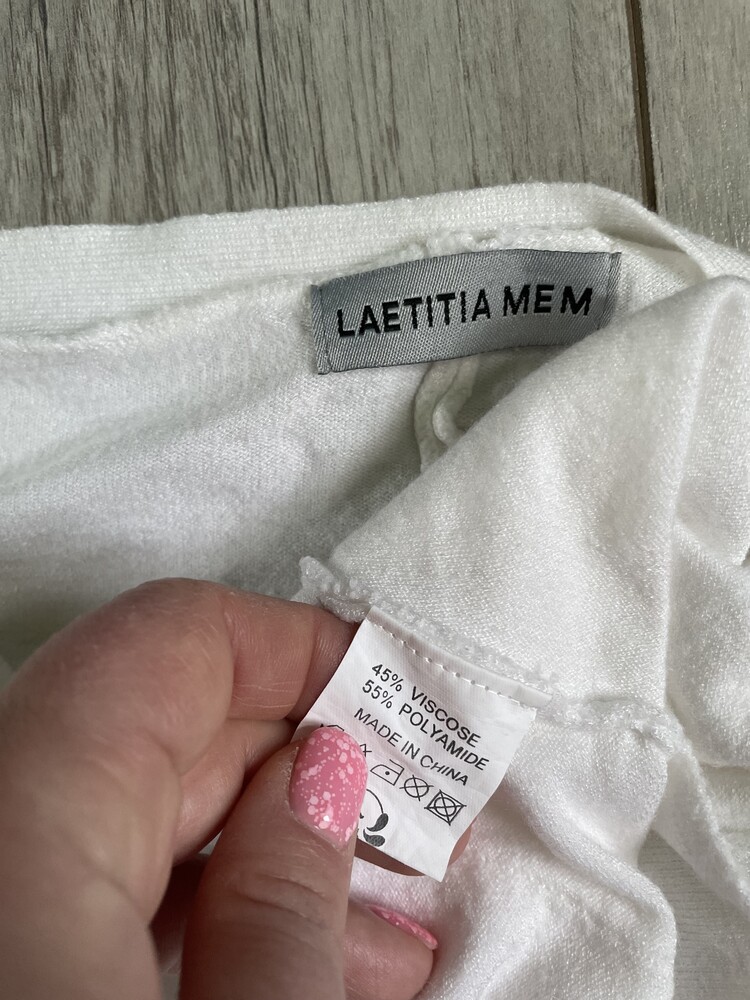 LAETITIA MEM
45% VISCOSE
55% POLYAMIDE
MADE IN CHINA